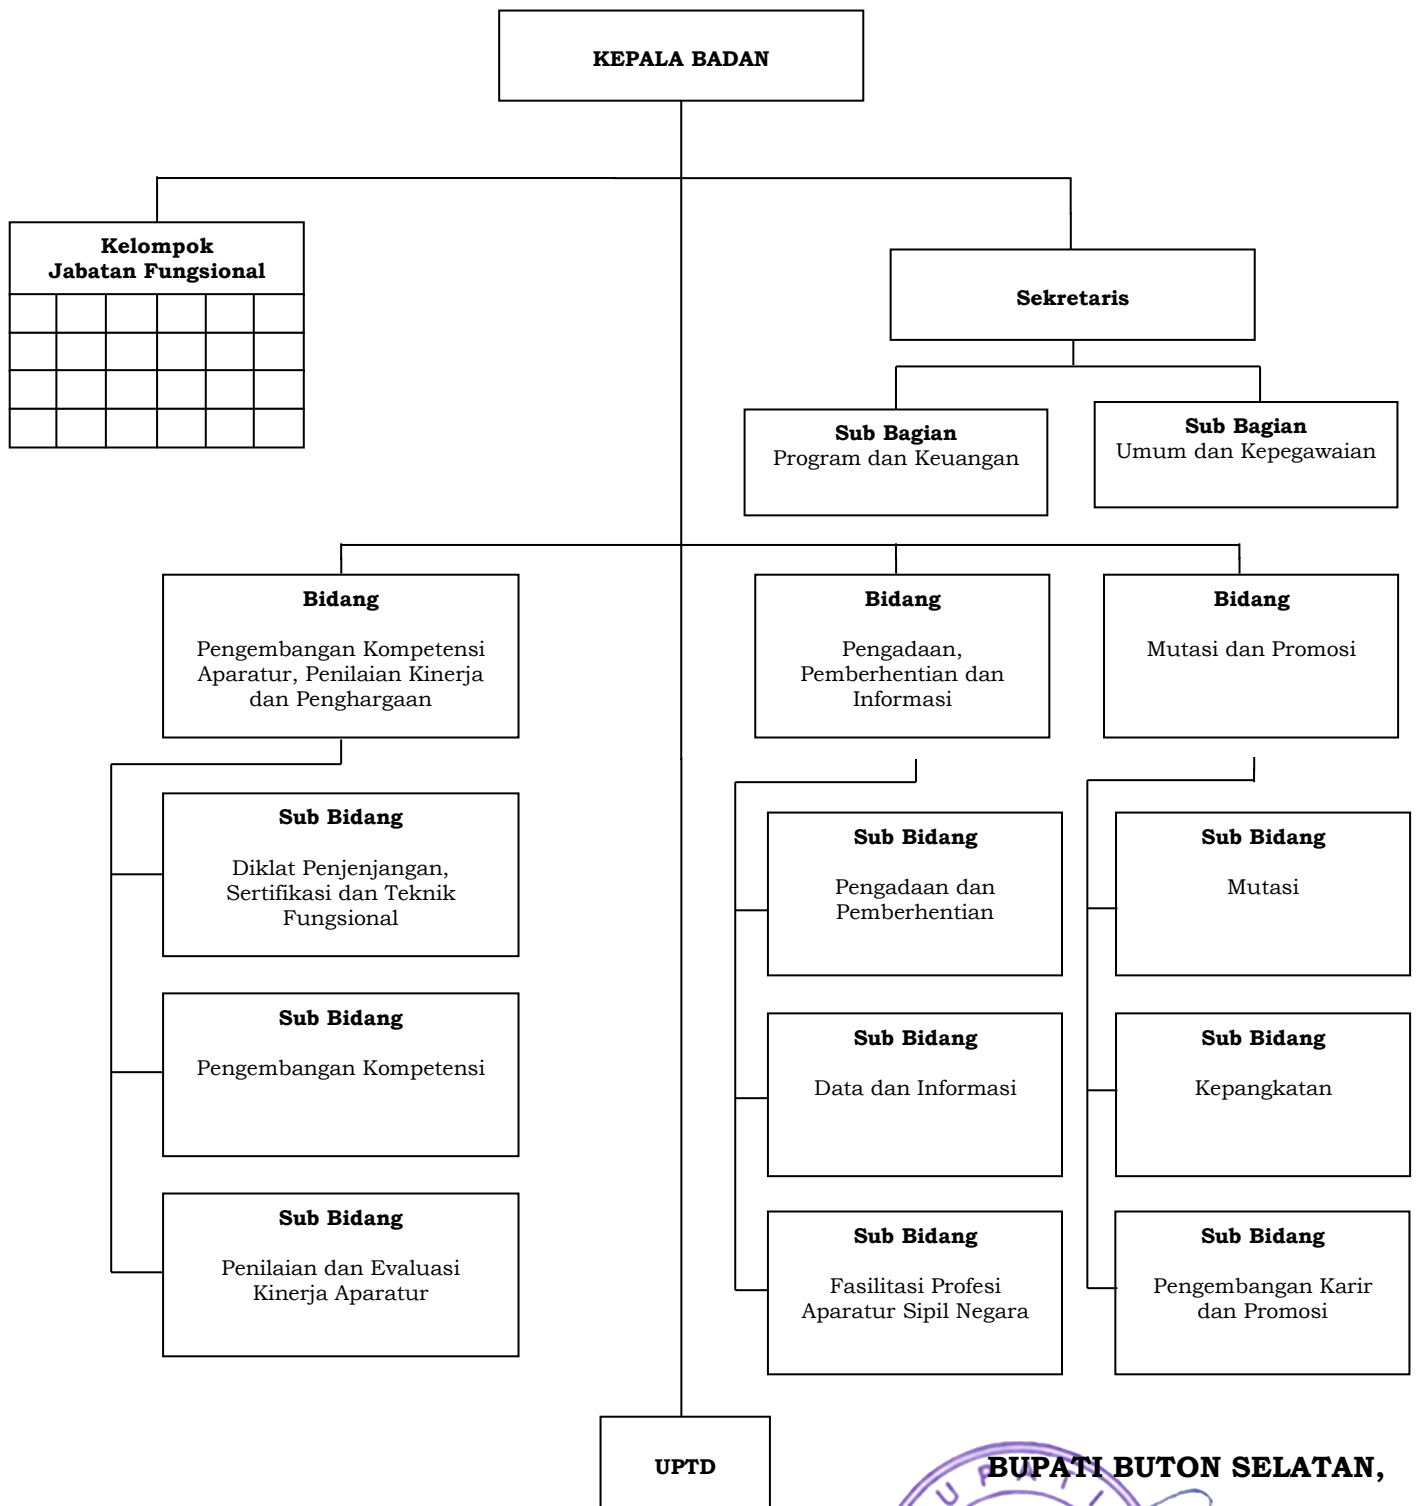 KEPALA BADAN
Kelompok
Jabatan Fungsional
Sekretaris
Sub Bagian
Program dan Keuangan
Sub Bagian
Umum dan Kepegawaian
Bidang
Pengembangan Kompetensi
Aparatur, Penilaian Kinerja
dan Penghargaan
Bidang
Pengadaan,
Pemberhentian dan
Informasi
Bidang
Mutasi dan Promosi
Sub Bidang
Diklat Penjenjangan,
Sertifikasi dan Teknik
Fungsional
Sub Bidang
Pengembangan Kompetensi
Sub Bidang
Penilaian dan Evaluasi
Kinerja Aparatur
Sub Bidang
Pengadaan dan
Pemberhentian
Sub Bidang
Data dan Informasi
Sub Bidang
Fasilitasi Profesi
Aparatur Sipil Negara
Sub Bidang
Mutasi
Sub Bidang
Kepangkatan
Sub Bidang
Pengembangan Karir
dan Promosi
UPTD
BUPATI BUTON SELATAN,